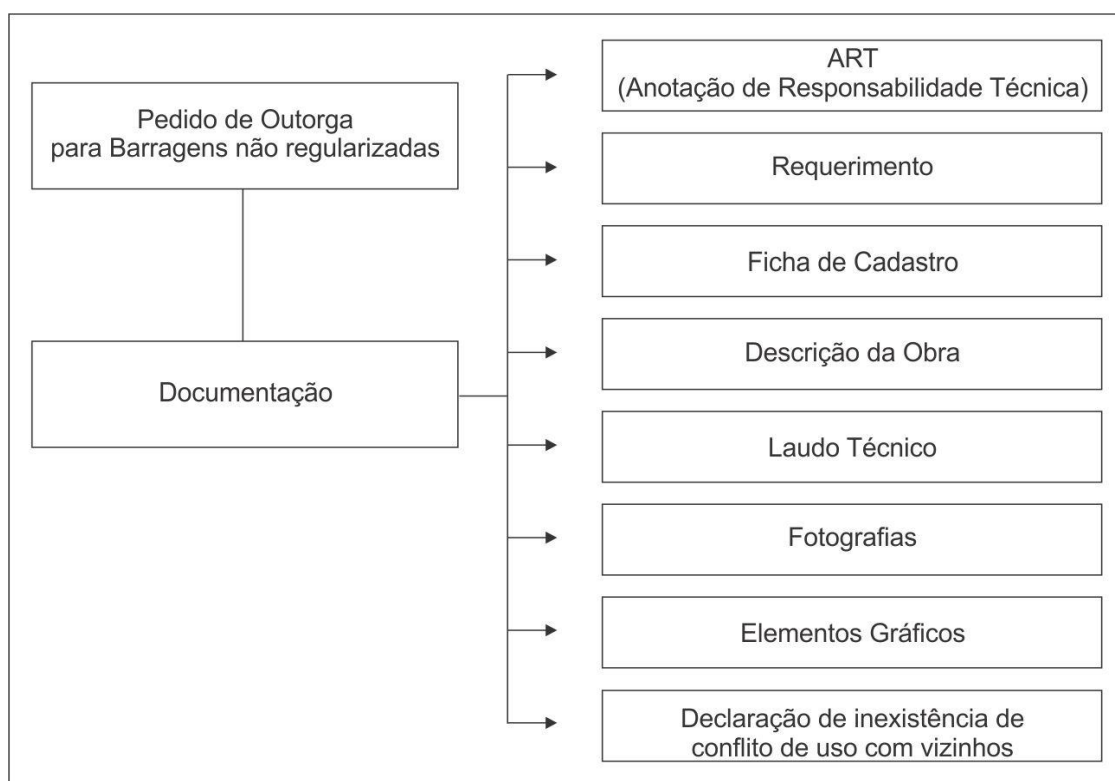 Pedido de Outorga
para Barragens não regularizadas
Documentação
ART
(Anotação de Responsabilidade Técnica)
Requerimento
Ficha de Cadastro
Descrição da Obra
Laudo Técnico
Fotografias
Elementos Gráficos
Declaração de inexistência de
conflito de uso com vizinhos